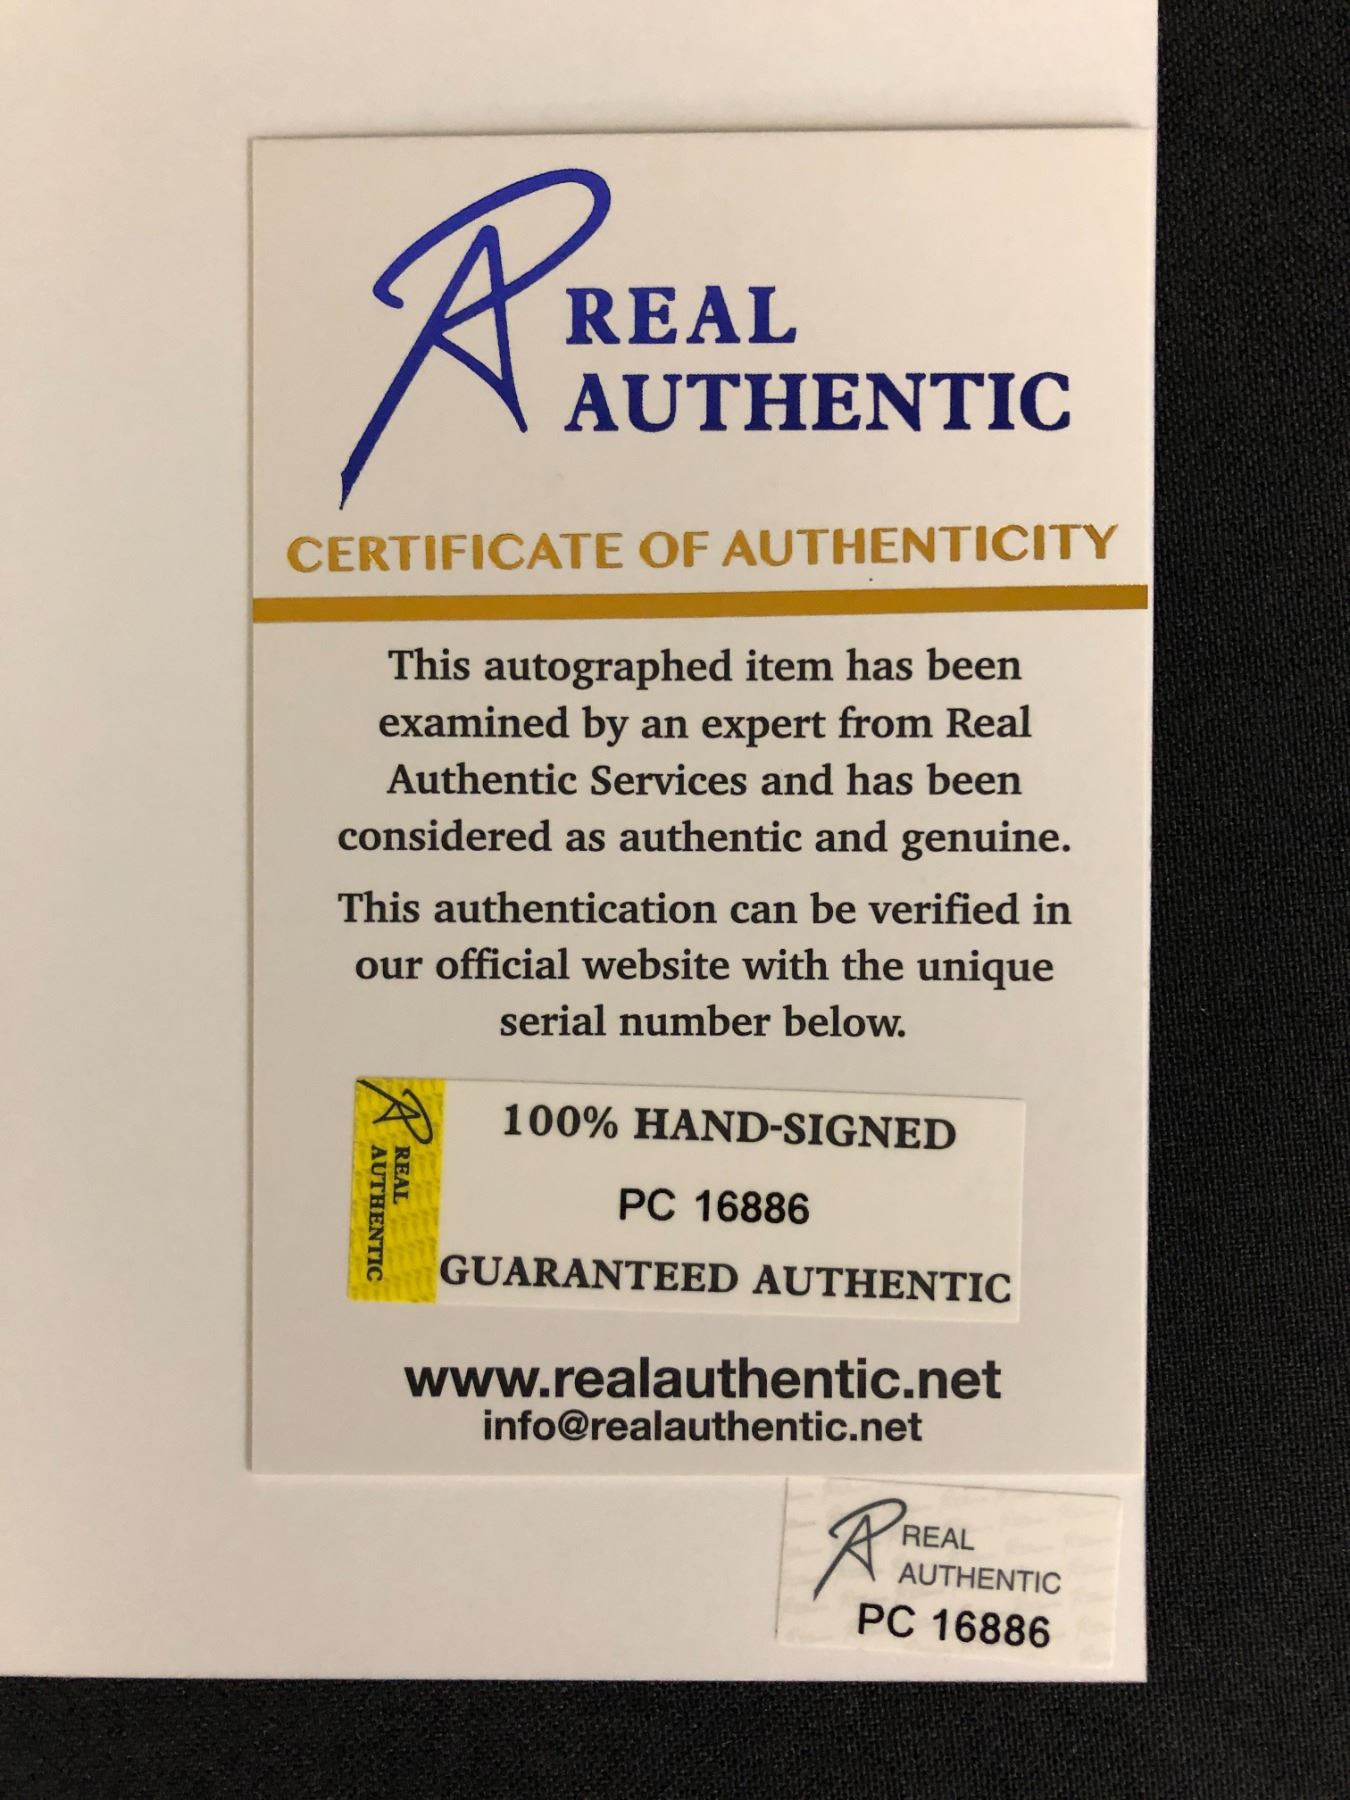 REAL
AUTHENTIC
CERTIFICATE OF AUTHENTICITY
This autographed item has been
examined by an expert from Real
Authentic Services and has been
considered as authentic and genuine.
This authentication can be verified in
our official website with the unique
serial number below.
REAL
AUTHENTIC
100% HAND-SIGNED
PC 16886
GUARANTEED AUTHENTIC
www.realauthentic.net
info@realauthentic.net
REAL
AUTHENTIC
PC 16886